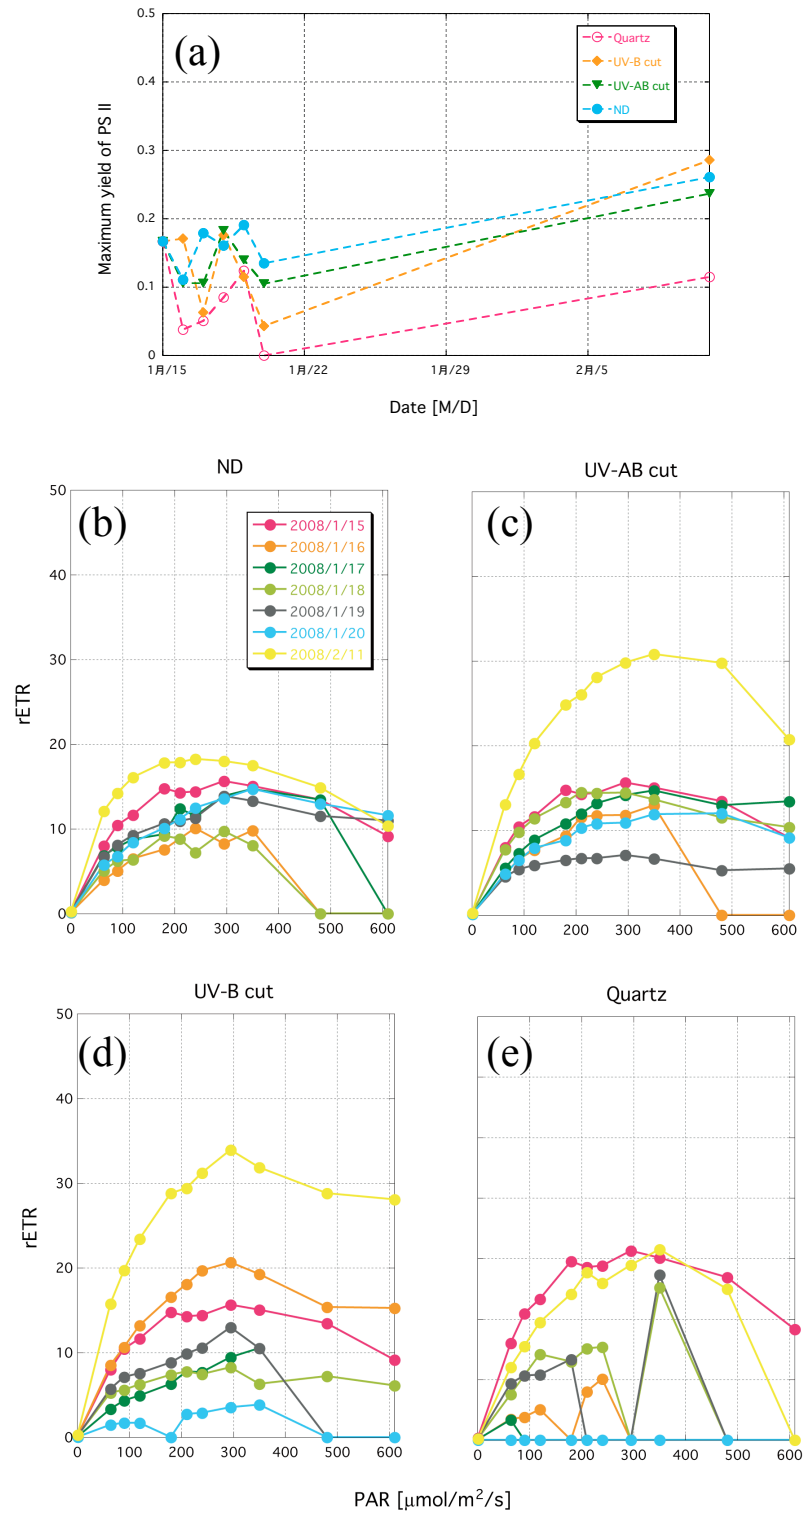 (a)
Quartz
UV-B cut
UV-AB cut
ND
Maximum yield of PS II
0.5
0.4
0.3
0.2
0.1
0
1月/15 1月/22 1月/29 2月/5
Date [M/D]
ND
(b)
2008/1/15
2008/1/16
2008/1/17
2008/1/18
2008/1/19
2008/1/20
2008/2/11
rETR
50
40
30
20
10
0
0 100 200 300 400 500 600
UV-AB cut
(c)
0 100 200 300 400 500 600
UV-B cut
(d)
rETR
50
40
30
20
10
0
0 100 200 300 400 500 600
Quartz
(e)
0 100 200 300 400 500 600
PAR [μmol/m²/s]